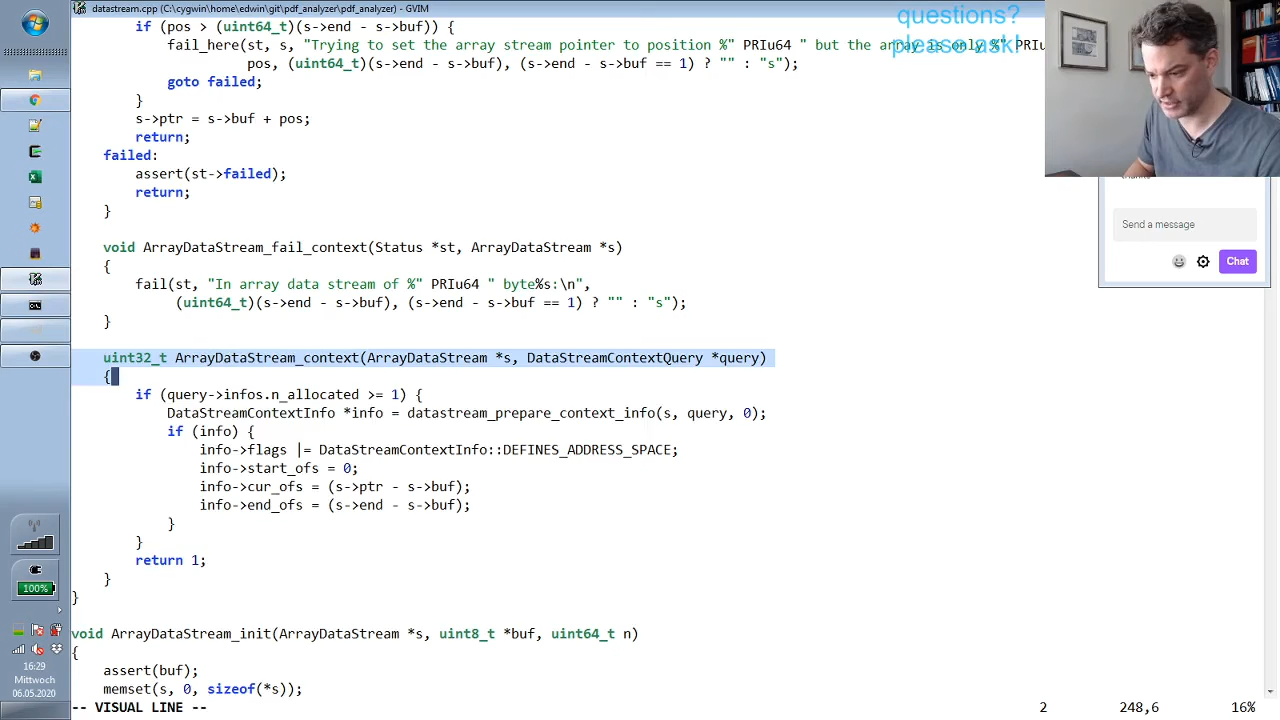 datastream.cpp (C:\cygwin\home\edwin\git\pdf_analyzer\pdf_analyzer) - GVIM
questions?
please ask!
if (pos > (uint64_t)(s->end - s->buf)) {
fail_here(st, s, "Trying to set the array stream pointer to position %" PRIu64 " but the array is only %" PRIu
pos, (uint64_t)(s->end - s->buf), (s->end - s->buf == 1) ? "" : "s");
goto failed;
}
s->ptr = s->buf + pos;
return;
failed:
assert(st->failed);
return;
}
void ArrayDataStream_fail_context(Status *st, ArrayDataStream *s)
{
fail(st, "In array data stream of %" PRIu64 " byte%s:\n",
(uint64_t)(s->end - s->buf), (s->end - s->buf == 1) ? "" : "s");
}
uint32_t ArrayDataStream_context(ArrayDataStream *s, DataStreamContextQuery *query)
{
if (query->infos.n_allocated >= 1) {
DataStreamContextInfo *info = datastream_prepare_context_info(s, query, 0);
if (info) {
info->flags |= DataStreamContextInfo::DEFINES_ADDRESS_SPACE;
info->start_ofs = 0;
info->cur_ofs = (s->ptr - s->buf);
info->end_ofs = (s->end - s->buf);
}
}
return 1;
}
}
void ArrayDataStream_init(ArrayDataStream *s, uint8_t *buf, uint64_t n)
{
assert(buf);
memset(s, 0, sizeof(*s));
-- VISUAL LINE -- 2 248,6 16%
Send a message
Chat
100%
16:29
Mittwoch
06.05.2020